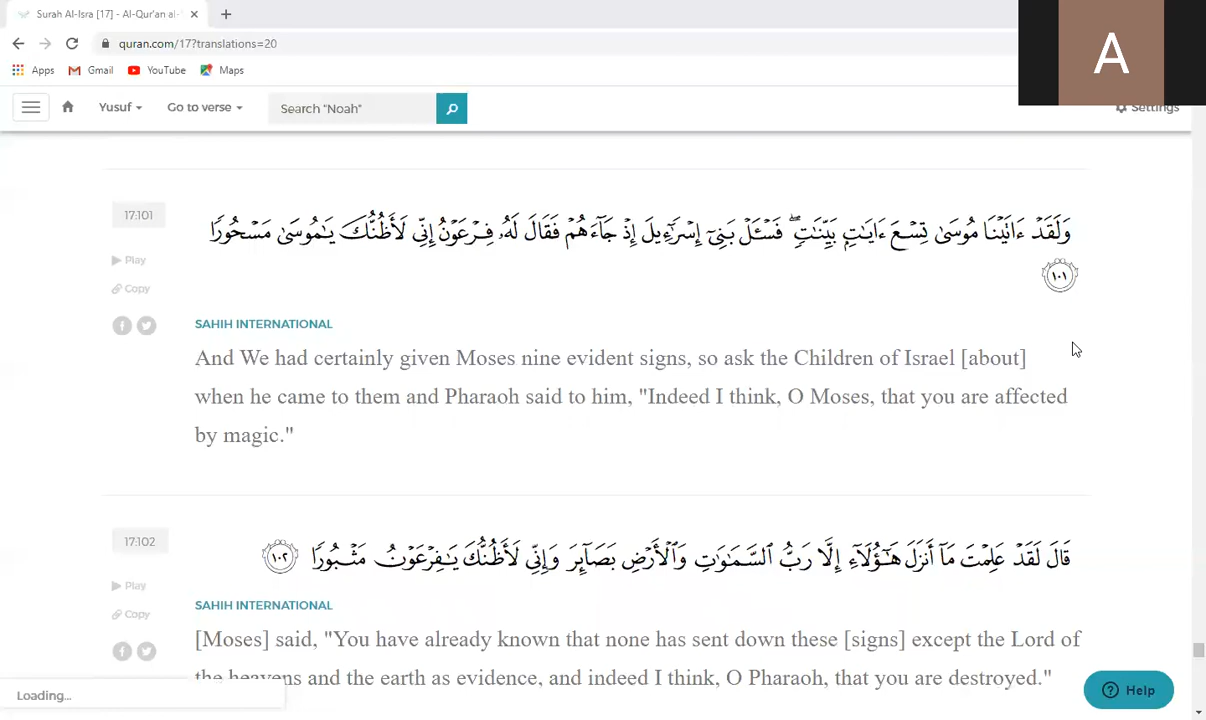 Surah Al-Isra [17] - Al-Qur'an al-
quran.com/17?translations=20
Apps Gmail YouTube Maps
A
Yusuf Go to verse Search "Noah" Settings
17:101
وَلَقَدْ ءَاتَيْنَا مُوسَىٰ تِسْعَ ءَايَـٰتٍۭ بَيِّنَـٰتٍ ۖ فَسْـَٔلْ بَنِىٓ إِسْرَٰٓءِيلَ إِذْ جَآءَهُمْ فَقَالَ لَهُۥ فِرْعَوْنُ إِنِّى لَأَظُنُّكَ يَـٰمُوسَىٰ مَسْحُورًا
١٠١
Play
Copy
SAHIH INTERNATIONAL
And We had certainly given Moses nine evident signs, so ask the Children of Israel [about]
when he came to them and Pharaoh said to him, "Indeed I think, O Moses, that you are affected
by magic."
17:102
قَالَ لَقَدْ عَلِمْتَ مَآ أَنزَلَ هَـٰٓؤُلَآءِ إِلَّا رَبُّ ٱلسَّمَـٰوَٰتِ وَٱلْأَرْضِ بَصَآئِرَ وَإِنِّى لَأَظُنُّكَ يَـٰفِرْعَوْنُ مَثْبُورًا ١٠٢
Play
Copy
SAHIH INTERNATIONAL
[Moses] said, "You have already known that none has sent down these [signs] except the Lord of
the heavens and the earth as evidence, and indeed I think, O Pharaoh, that you are destroyed."
Loading...
Help